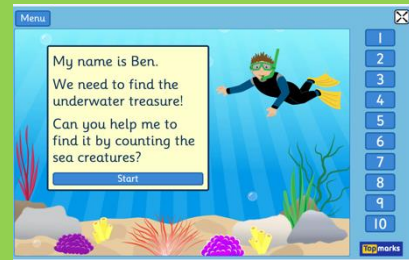 Menu
My name is Ben.
We need to find the
underwater treasure!
Can you help me to
find it by counting the
sea creatures?
Start
1
2
3
4
5
6
7
8
9
10
Topmarks